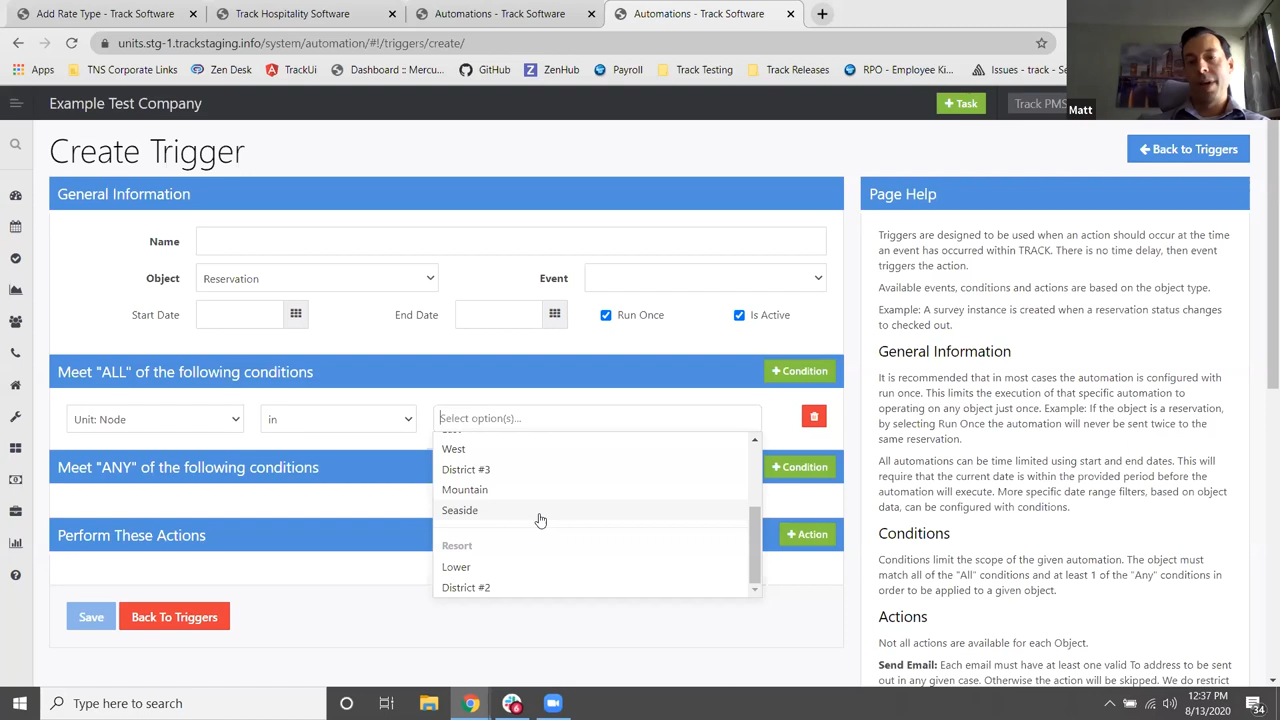 Add Rate Type - Track Software
Track Hospitality Software
Automations - Track Software
Automations - Track Software
units.stg-1.trackstaging.info/system/automation/#!/triggers/create/
Apps
TNS Corporate Links
Zen Desk
TrackUi
Dashboard :: Mercu...
GitHub
ZenHub
Payroll
Track Testing
Track Releases
RPO - Employee Ki...
Issues - track - Sc...
Matt
Example Test Company
+ Task
Track PMS
Create Trigger
Back to Triggers
General Information
Name
Object
Reservation
Event
Start Date
End Date
Run Once
Is Active
Meet "ALL" of the following conditions
+ Condition
Unit: Node
in
Select option(s)...
West
District #3
Mountain
Seaside
Resort
Lower
District #2
Meet "ANY" of the following conditions
+ Condition
Perform These Actions
+ Action
Save
Back To Triggers
Page Help
Triggers are designed to be used when an action should occur at the time
an event has occurred within TRACK. There is no time delay, then event
triggers the action.
Available events, conditions and actions are based on the object type.
Example: A survey instance is created when a reservation status changes
to checked out.
General Information
It is recommended that in most cases the automation is configured with
run once. This limits the execution of that specific automation to
operating on any object just once. Example: If the object is a reservation,
by selecting Run Once the automation will never be sent twice to the
same reservation.
All automations can be time limited using start and end dates. This will
require that the automation is within the provided period before the
automation will execute. More specific date range filters, based on object
data, can be configured with conditions.
Conditions
Conditions limit the scope of the given automation. The object must
match all of the "All" conditions and at least 1 of the "Any" conditions in
order to be applied to a given object.
Actions
Not all actions are available for each Object.
Send Email: Each email must have at least one valid To address to be sent
out in any given case. Otherwise the action will be skipped. We do restrict
Type here to search
6
12:37 PM
8/13/2020
34